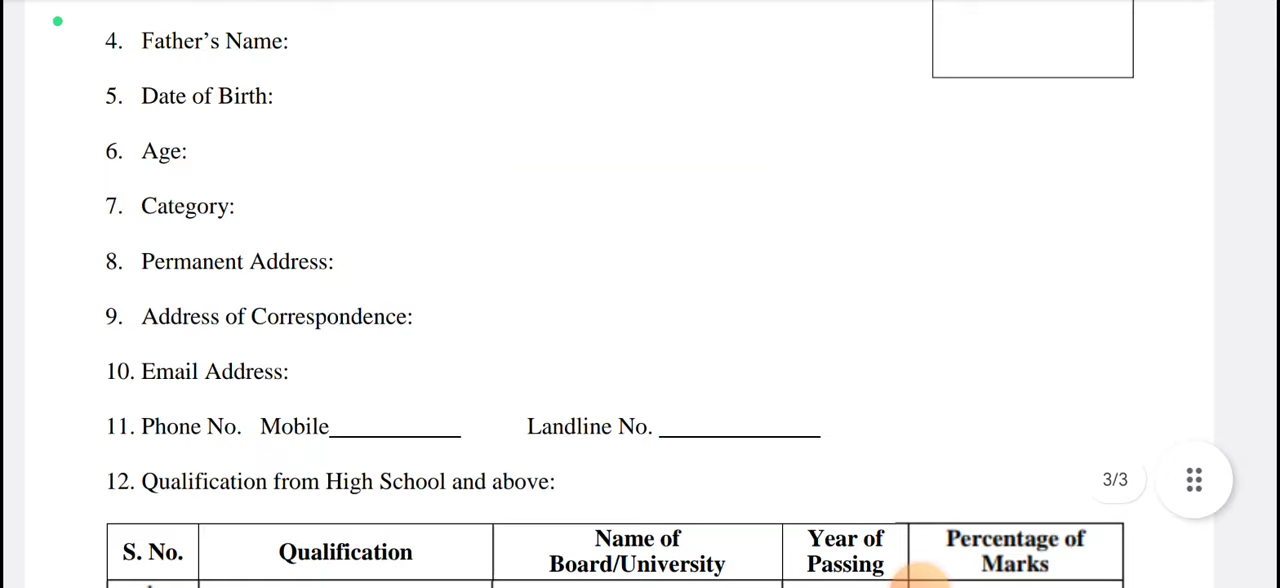 4. Father’s Name:
5. Date of Birth:
6. Age:
7. Category:
8. Permanent Address:
9. Address of Correspondence:
10. Email Address:
11. Phone No. Mobile___________ Landline No. _____________
12. Qualification from High School and above:
3/3
S. No. Qualification Name of Board/University Year of Passing Percentage of Marks